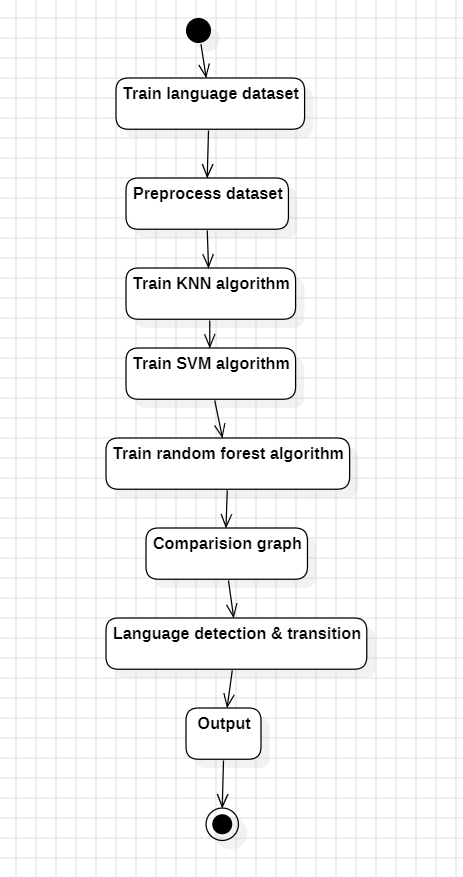 Train language dataset
Preprocess dataset
Train KNN algorithm
Train SVM algorithm
Train random forest algorithm
Comparision graph
Language detection & transition
Output